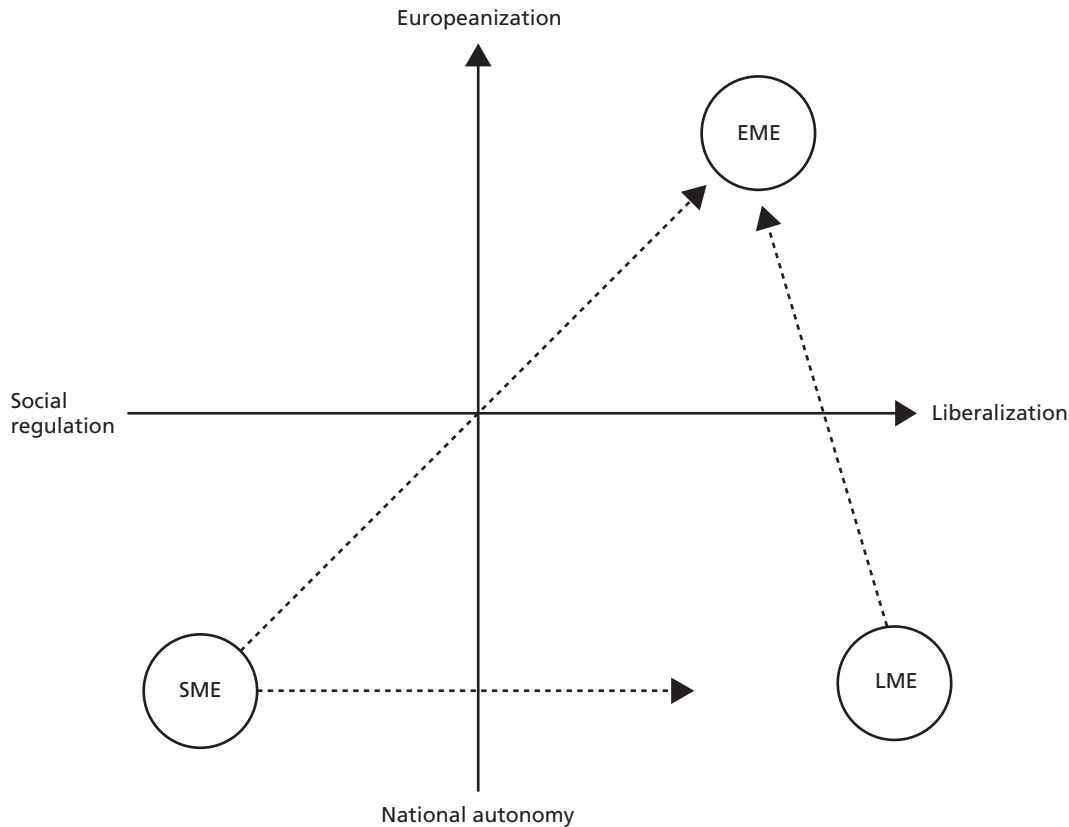 Europeanization
EME
Social
regulation
Liberalization
SME
LME
National autonomy